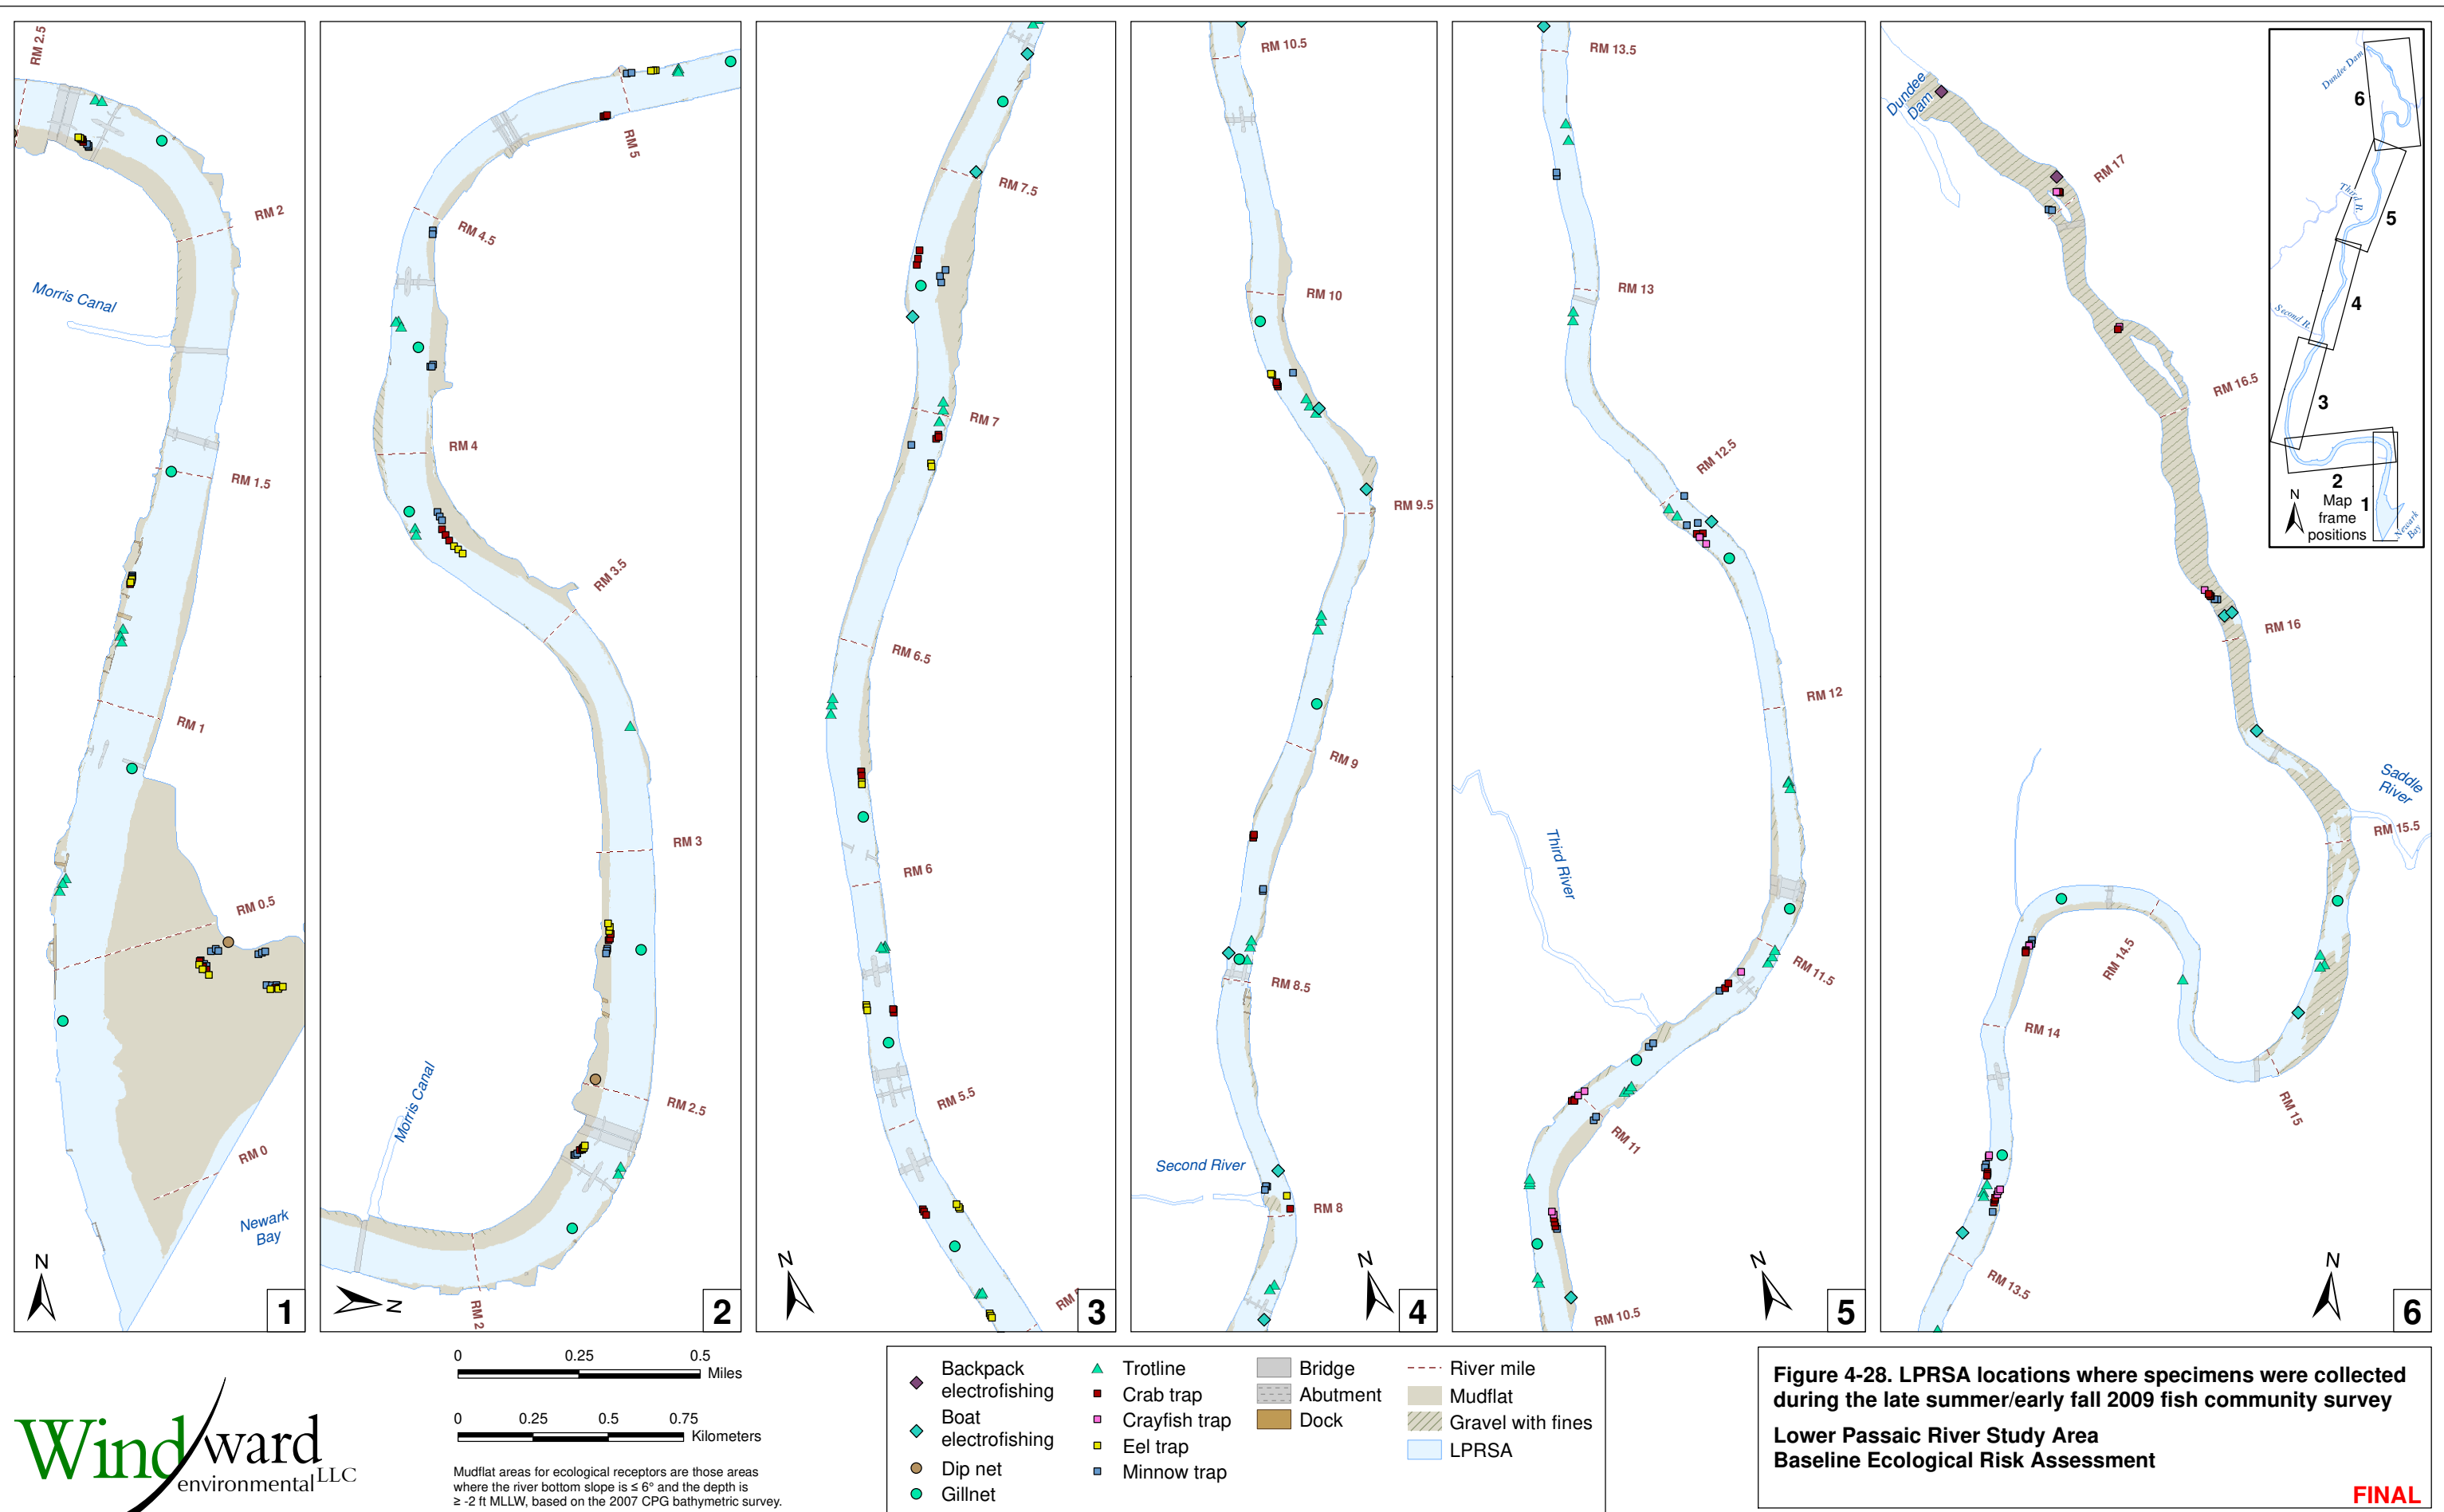 RM 2.5
RM 2
Morris Canal
RM 1.5
RM 1
RM 0.5
RM 0
Newark
Bay
N
1
RM 5
RM 4.5
RM 4
RM 3.5
RM 3
RM 2.5
Morris Canal
RM 2
N
2
RM 7.5
RM 7
RM 6.5
RM 6
RM 5.5
RM
N
3
RM 10.5
RM 10
RM 9.5
RM 9
RM 8.5
Second River
RM 8
N
4
RM 13.5
RM 13
RM 12.5
RM 12
Third River
RM 11.5
RM 11
RM 10.5
N
5
Dundee
Dam
RM 17
RM 16.5
RM 16
Saddle
River
RM 15.5
RM 14.5
RM 14
RM 15
RM 13.5
N
6
Dundee Dam
6
Third R.
5
4
Second R.
3
2
1
N
Map
frame
positions
Newark
Bay
0 0.25 0.5
Miles
0 0.25 0.5 0.75
Kilometers
Mudflat areas for ecological receptors are those areas
where the river bottom slope is ≤ 6° and the depth is
≥ -2 ft MLLW, based on the 2007 CPG bathymetric survey.
Windward
environmental LLC
Backpack
electrofishing
Boat
electrofishing
Dip net
Gillnet
Trotline
Crab trap
Crayfish trap
Eel trap
Minnow trap
Bridge
Abutment
Dock
River mile
Mudflat
Gravel with fines
LPRSA
Figure 4-28. LPRSA locations where specimens were collected
during the late summer/early fall 2009 fish community survey
Lower Passaic River Study Area
Baseline Ecological Risk Assessment
FINAL